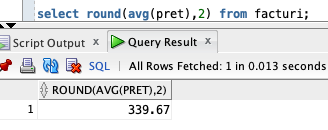 select round(avg(pret),2) from facturi;
Script Output × Query Result ×
SQL | All Rows Fetched: 1 in 0.013 seconds
ROUND(AVG(PRET),2)
1 339.67